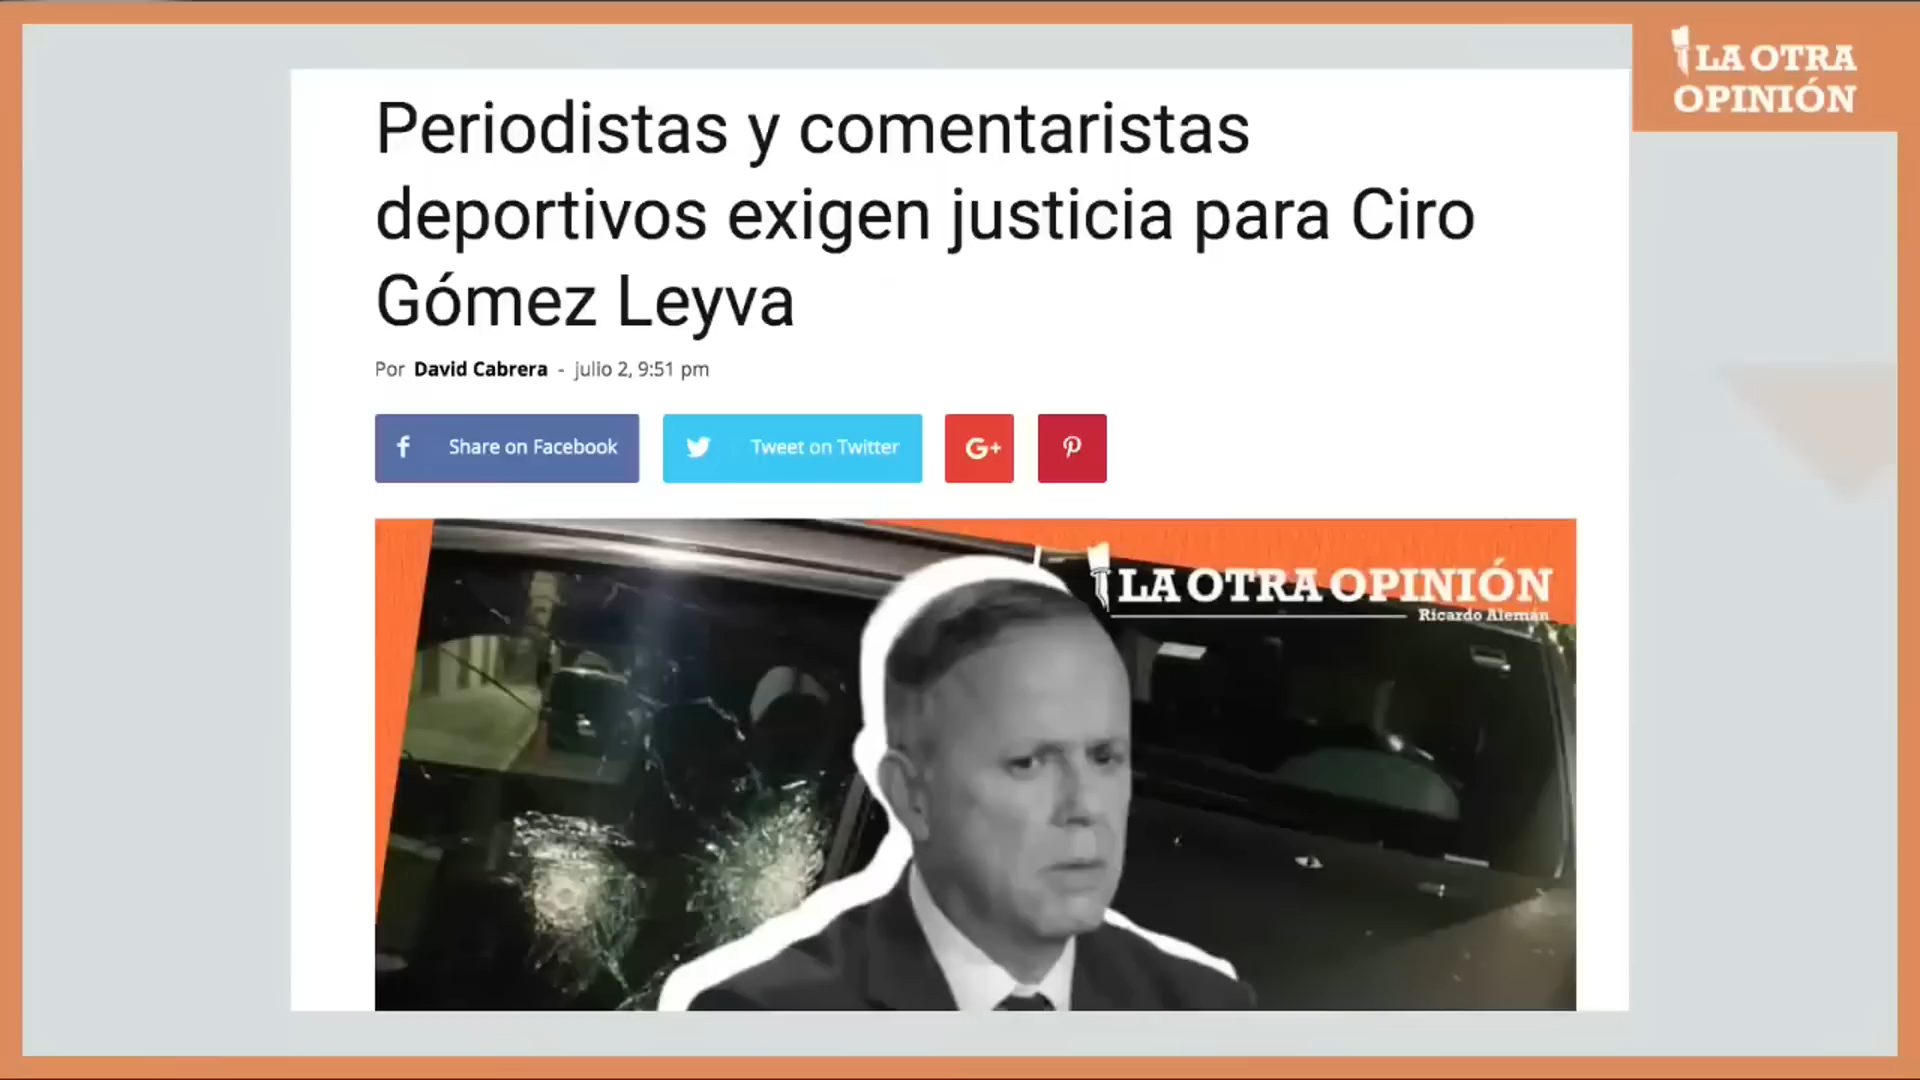 LA OTRA
OPINIÓN
Periodistas y comentaristas
deportivos exigen justicia para Ciro
Gómez Leyva
Por David Cabrera - julio 2, 9:51 pm
f Share on Facebook
Tweet on Twitter
G+
LA OTRA OPINIÓN
Ricardo Alemán